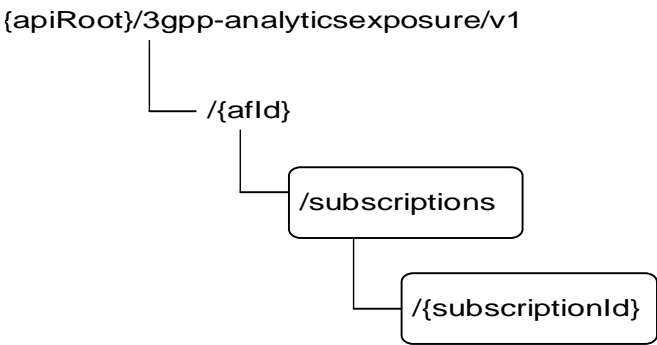 {apiRoot}/3gpp-analyticsexposure/v1
/{afId}
/subscriptions
/{subscriptionId}